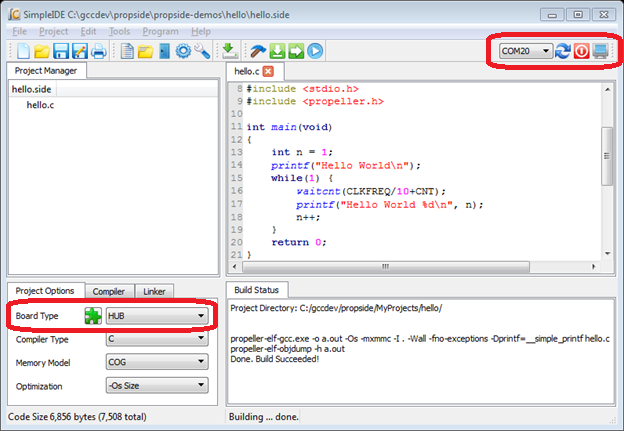 SimpleIDE C:\gccdev\propside\propside-demos\hello\hello.side
File Project Edit Tools Program Help
COM20
Project Manager
hello.side
hello.c
hello.c
8 #include <stdio.h>
9 #include <propeller.h>
10
11 int main(void)
12 {
13 int n = 1;
14 printf("Hello World\n");
15 while(1) {
16 waitcnt(CLKFREQ/10+CNT);
17 printf("Hello World %d\n", n);
18 n++;
19 }
20 return 0;
21 }
Project Options Compiler Linker
Board Type HUB
Compiler Type C
Memory Model COG
Optimization -Os Size
Build Status
Project Directory: C:/gccdev/propside/MyProjects/hello/
propeller-elf-gcc.exe -o a.out -Os -mxmmc -I . -Wall -fno-exceptions -Dprintf=__simple_printf hello.c
propeller-elf-objdump -h a.out
Done. Build Succeeded!
Code Size 6,856 bytes (7,508 total)
Building ... done.